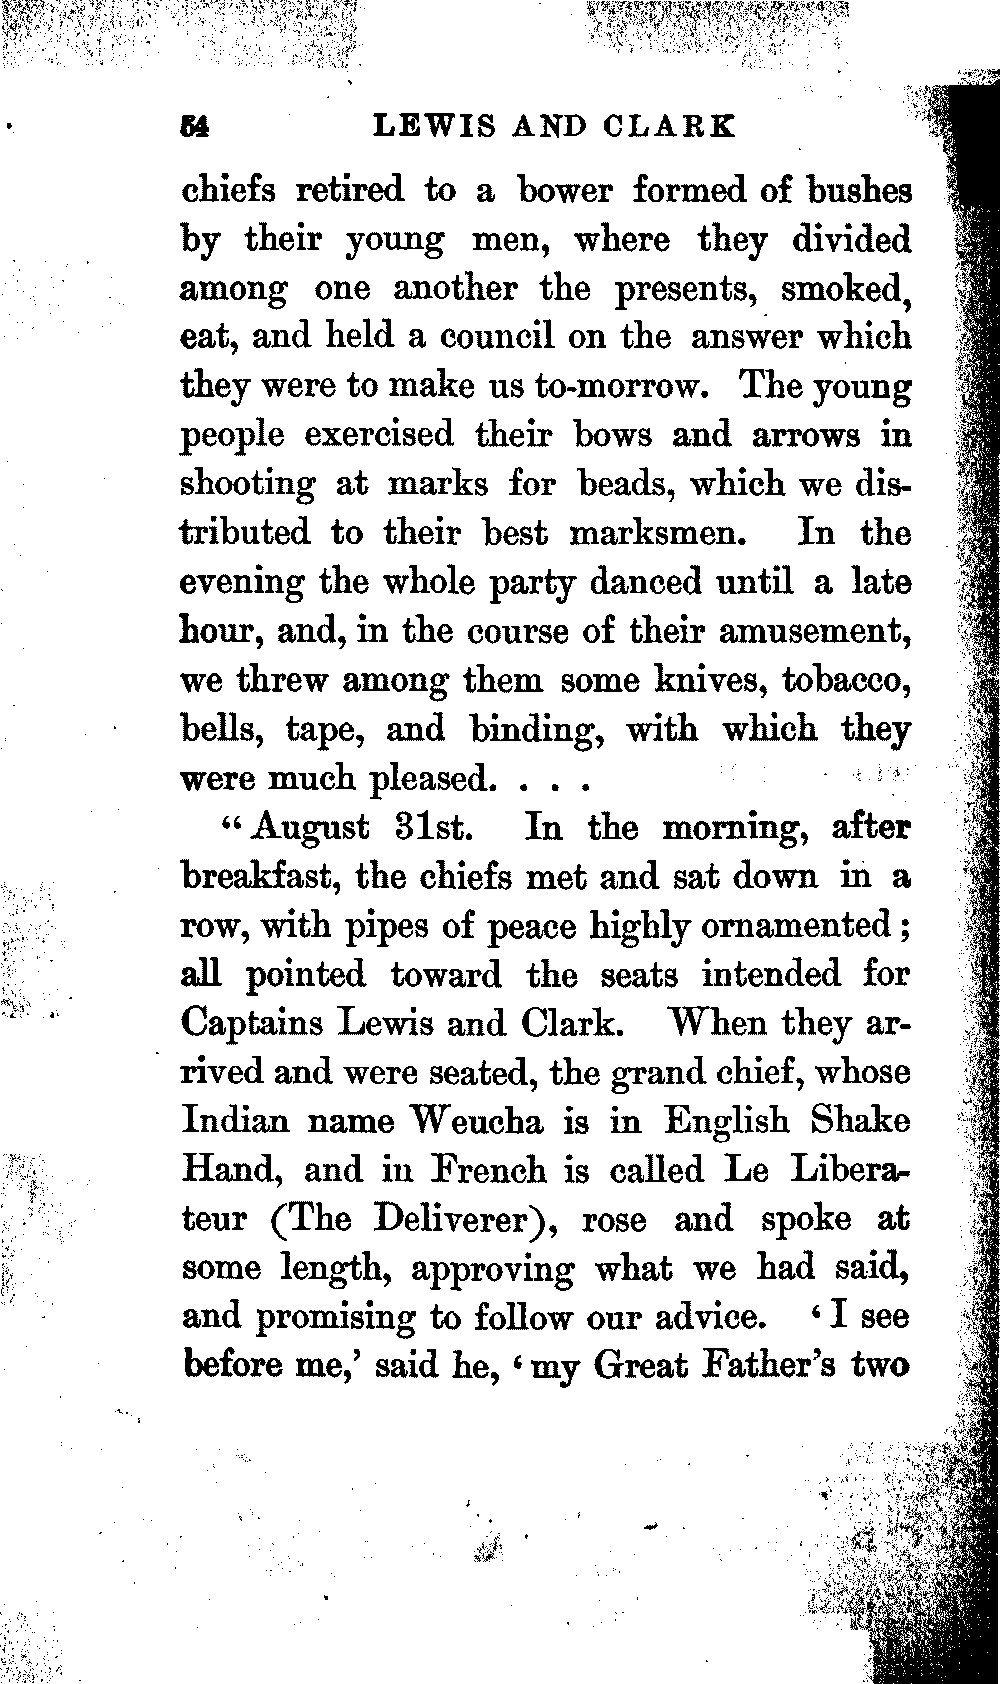 54 LEWIS AND CLARK
chiefs retired to a bower formed of bushes
by their young men, where they divided
among one another the presents, smoked,
eat, and held a council on the answer which
they were to make us to-morrow. The young
people exercised their bows and arrows in
shooting at marks for beads, which we dis-
tributed to their best marksmen. In the
evening the whole party danced until a late
hour, and, in the course of their amusement,
we threw among them some knives, tobacco,
bells, tape, and binding, with which they
were much pleased. . . .
“August 31st. In the morning, after
breakfast, the chiefs met and sat down in a
row, with pipes of peace highly ornamented;
all pointed toward the seats intended for
Captains Lewis and Clark. When they ar-
rived and were seated, the grand chief, whose
Indian name Weucha is in English Shake
Hand, and in French is called Le Libera-
teur (The Deliverer), rose and spoke at
some length, approving what we had said,
and promising to follow our advice. ‘I see
before me,’ said he, ‘my Great Father’s two